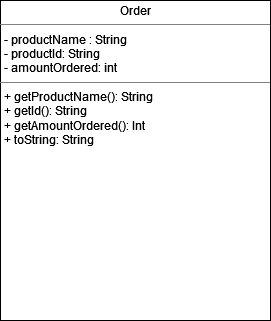 Order
- productName : String
- productId: String
- amountOrdered: int
+ getProductName(): String
+ getId(): String
+ getAmountOrdered(): Int
+ toString: String